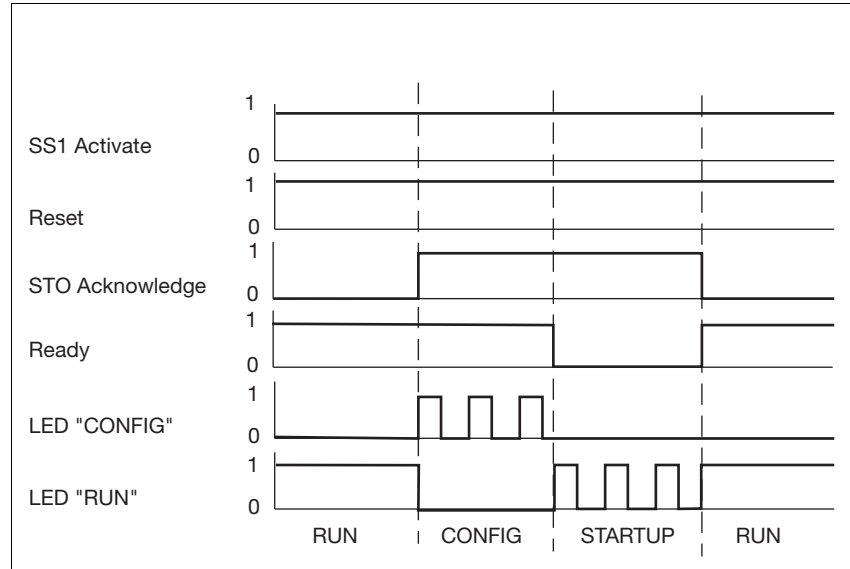 1
SS1 Activate
0
1
Reset
0
1
STO Acknowledge
0
1
Ready
0
1
LED "CONFIG"
0
1
LED "RUN"
0
RUN CONFIG STARTUP RUN